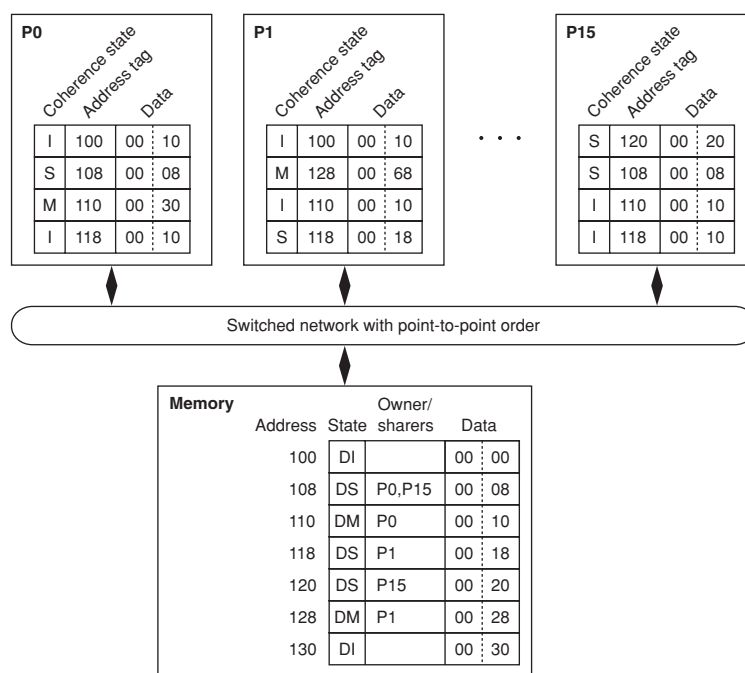 P0
Coherence state
Address tag
Data
I 100 00 10
S 108 00 08
M 110 00 30
I 118 00 10
P1
Coherence state
Address tag
Data
I 100 00 10
M 128 00 68
I 110 00 10
S 118 00 18
. . .
P15
Coherence state
Address tag
Data
S 120 00 20
S 108 00 08
I 110 00 10
I 118 00 10
Switched network with point-to-point order
Memory
Owner/
Address State sharers Data
100 DI 00 00
108 DS P0,P15 00 08
110 DM P0 00 10
118 DS P1 00 18
120 DS P15 00 20
128 DM P1 00 28
130 DI 00 30